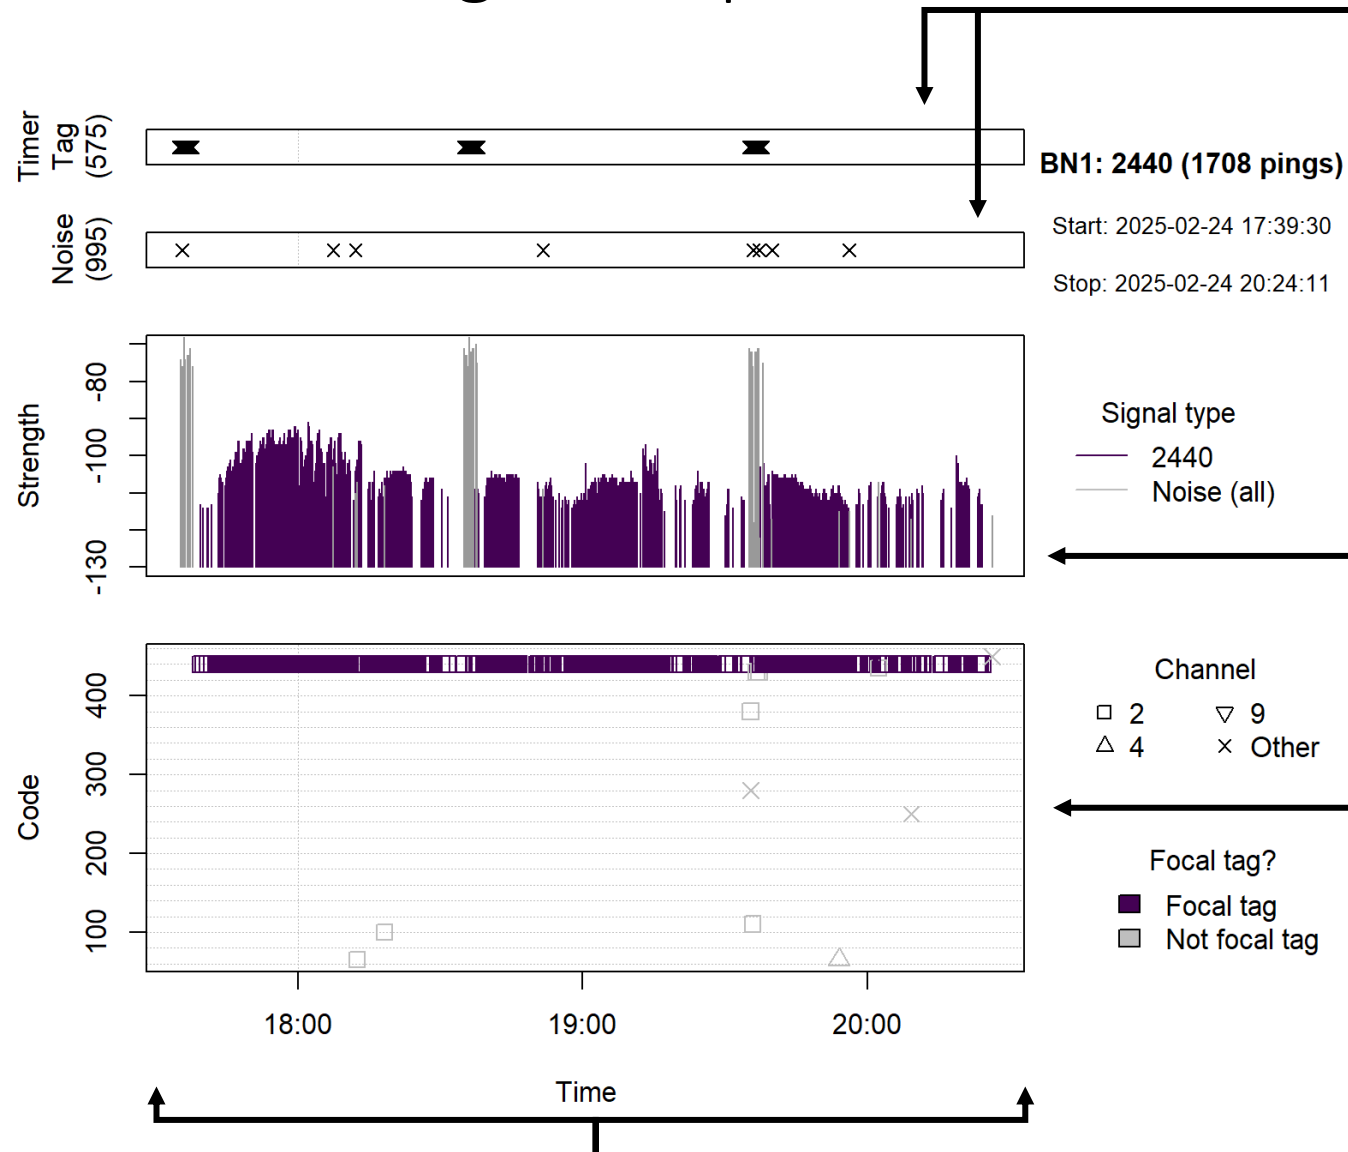 Timer
Tag
(575)
BN1: 2440 (1708 pings)
Noise
(995)
Start: 2025-02-24 17:39:30
Stop: 2025-02-24 20:24:11
Strength
-80
-100
-130
Signal type
2440
Noise (all)
Code
400
300
200
100
Channel
2
9
4
Other
Focal tag?
Focal tag
Not focal tag
18:00
19:00
20:00
Time